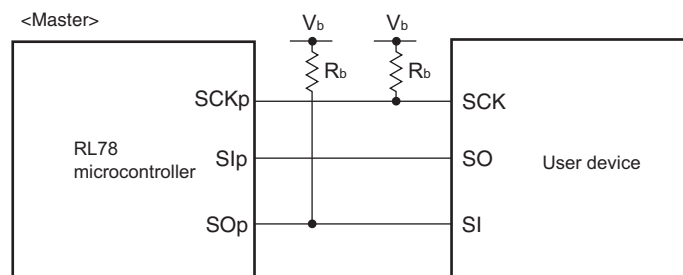 <Master>
Vb Vb
Rb Rb
SCKp SCK
RL78
microcontroller
SIp SO
User device
SOp SI